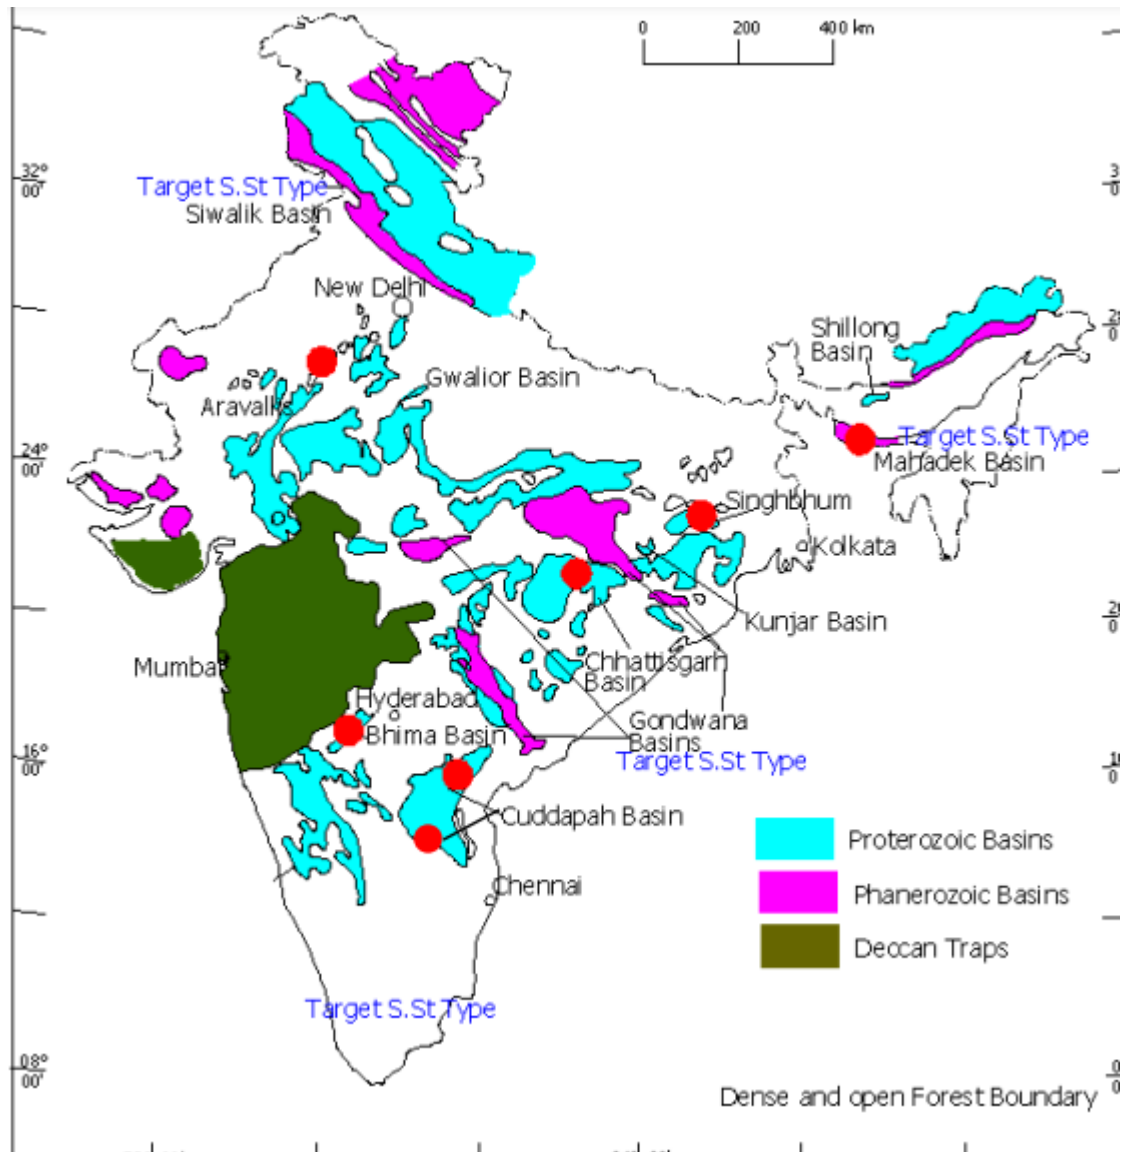 0 200 400 km
32°
00'
Target S.St Type
Siwalik Basin
New Delhi
Shillong
Basin
Gwalior Basin
Aravalks
24°
00'
Target S.St Type
Mahadek Basin
Singhbhum
Kolkata
Kunjar Basin
Chhattisgarh
Basin
Mumbai
Hyderabad
Bhima Basin
Gondwana
Basins
16°
00'
Target S.St Type
Cuddapah Basin
Proterozoic Basins
Chennai
Phanerozoic Basins
Deccan Traps
Target S.St Type
08°
00'
Dense and open Forest Boundary